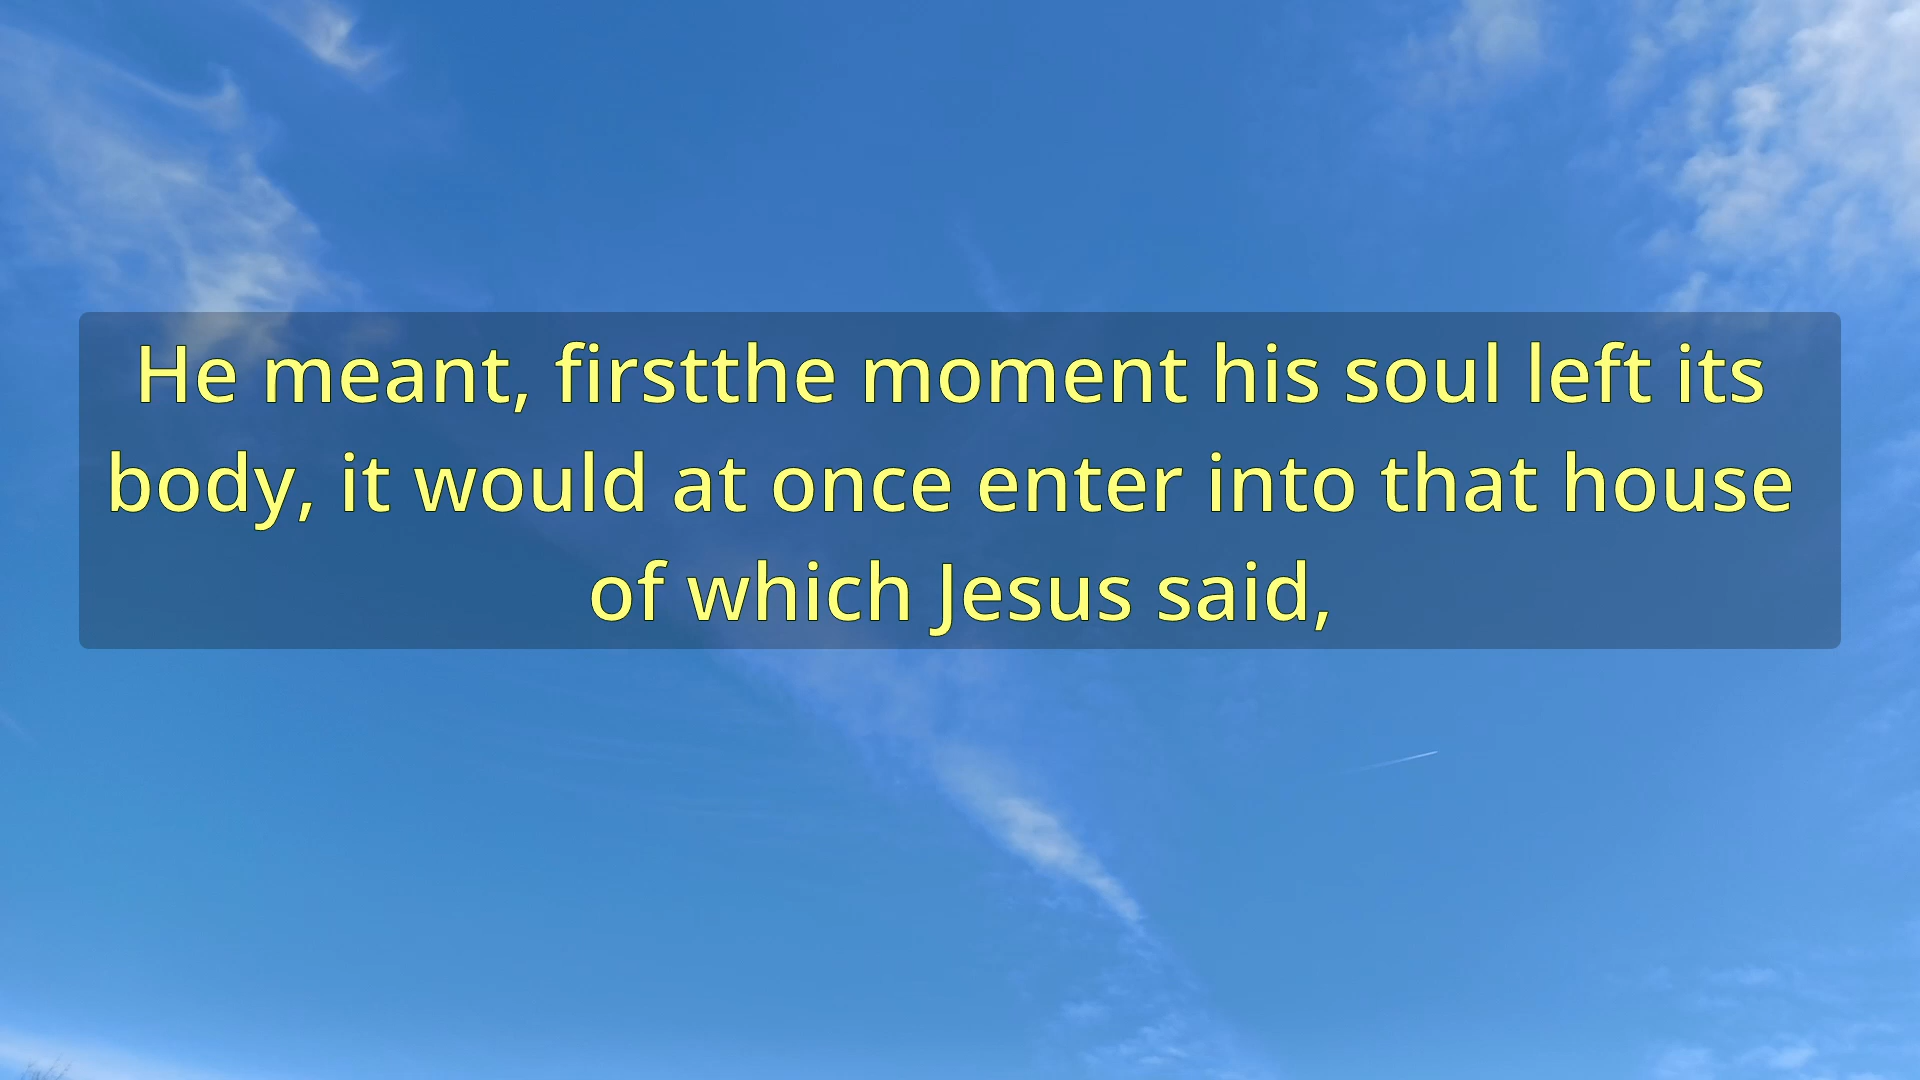 He meant, firstthe moment his soul left its
body, it would at once enter into that house
of which Jesus said,